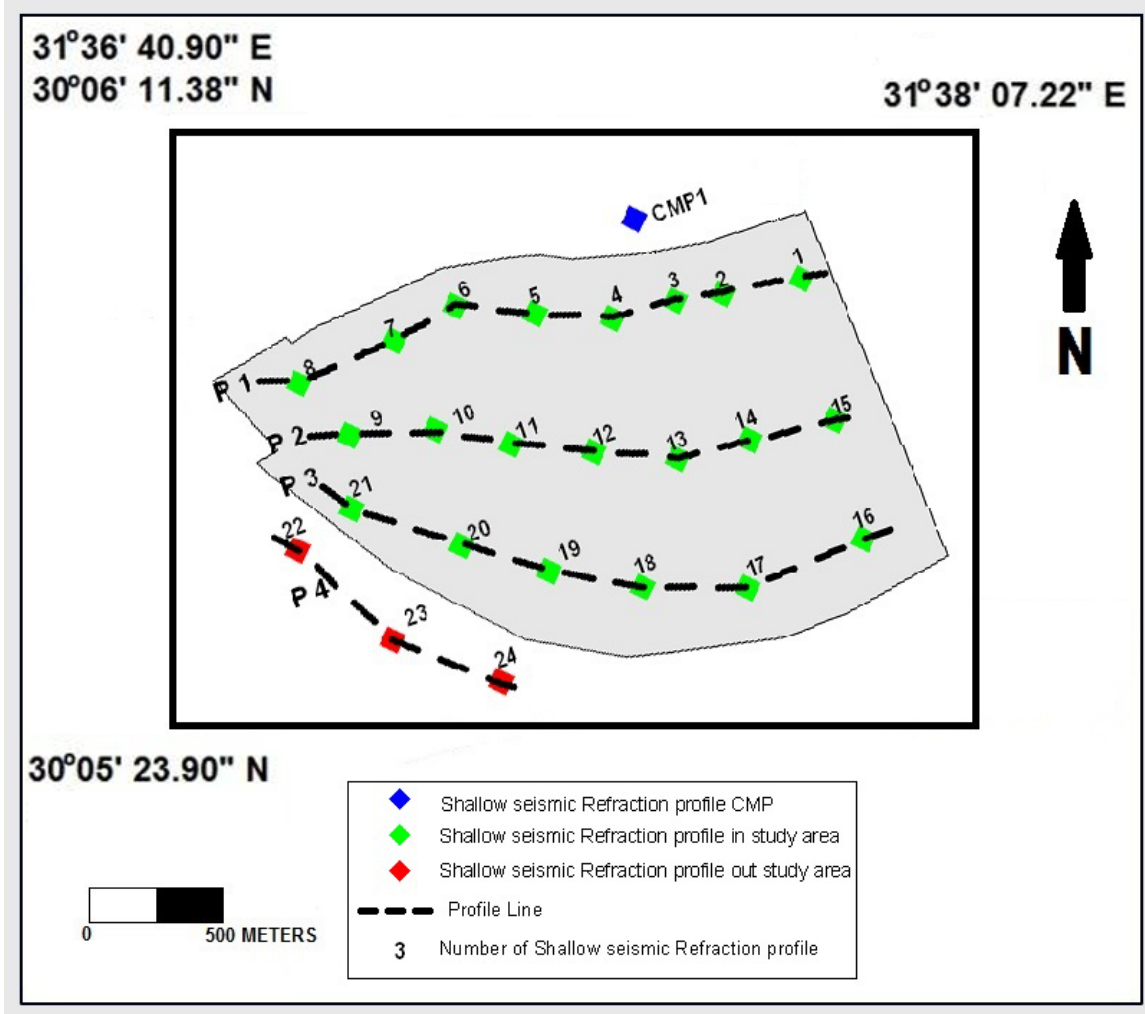 31°36' 40.90" E
30°06' 11.38" N
31°38' 07.22" E
CMP1
1
2
3
4
5
6
7
8
P 1
P 2
9
10
11
12
13
14
15
P 3
21
20
19
18
17
16
22
P 4
23
24
N
30°05' 23.90" N
Shallow seismic Refraction profile CMP
Shallow seismic Refraction profile in study area
Shallow seismic Refraction profile out study area
Profile Line
3 Number of Shallow seismic Refraction profile
0 500 METERS